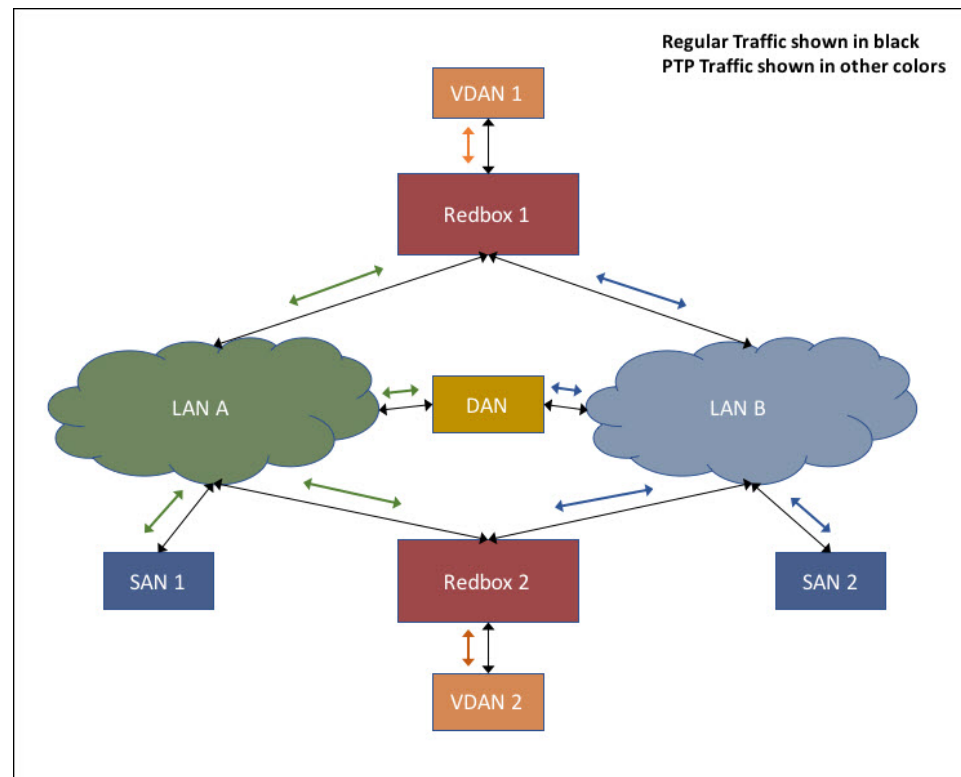 Regular Traffic shown in black
PTP Traffic shown in other colors
VDAN 1
Redbox 1
LAN A
DAN
LAN B
SAN 1
Redbox 2
SAN 2
VDAN 2